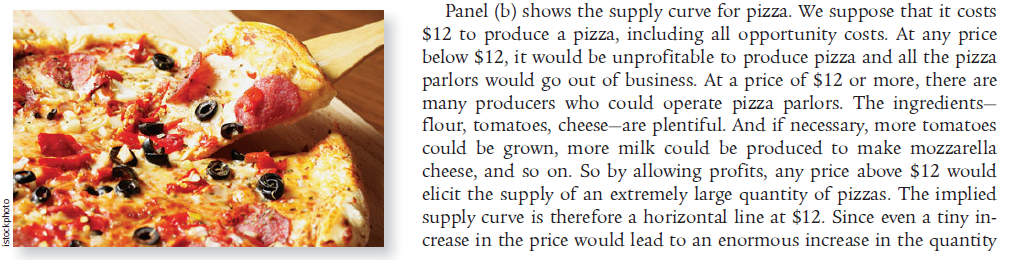 istockphoto
Panel (b) shows the supply curve for pizza. We suppose that it costs
$12 to produce a pizza, including all opportunity costs. At any price
below $12, it would be unprofitable to produce pizza and all the pizza
parlors would go out of business. At a price of $12 or more, there are
many producers who could operate pizza parlors. The ingredients—
flour, tomatoes, cheese—are plentiful. And if necessary, more tomatoes
could be grown, more milk could be produced to make mozzarella
cheese, and so on. So by allowing profits, any price above $12 would
elicit the supply of an extremely large quantity of pizzas. The implied
supply curve is therefore a horizontal line at $12. Since even a tiny in-
crease in the price would lead to an enormous increase in the quantity